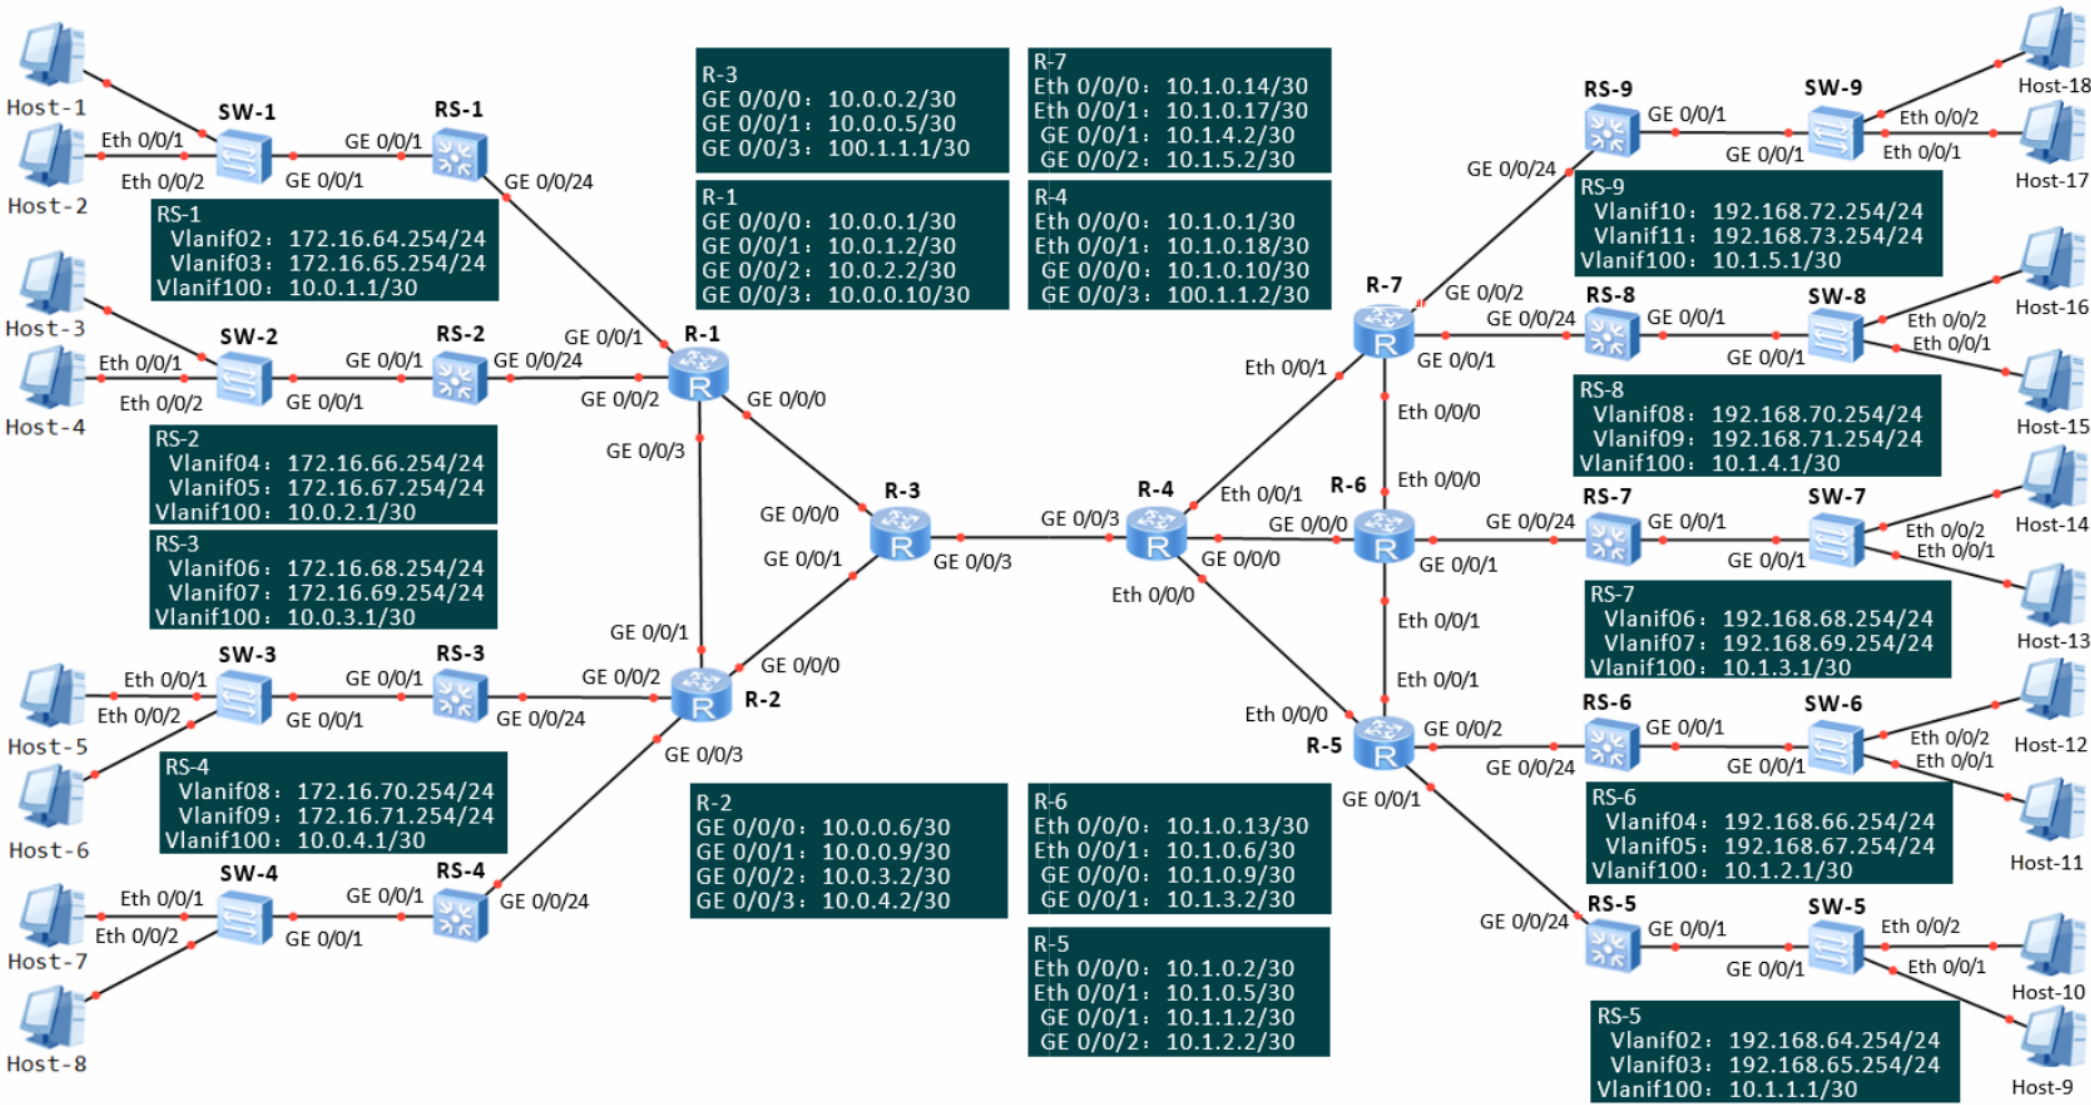 Host-1
Host-2
Eth 0/0/1
Eth 0/0/2
SW-1
GE 0/0/1
GE 0/0/1
RS-1
GE 0/0/24
RS-1
Vlanif02: 172.16.64.254/24
Vlanif03: 172.16.65.254/24
Vlanif100: 10.0.1.1/30
Host-3
Host-4
Eth 0/0/1
Eth 0/0/2
SW-2
GE 0/0/1
GE 0/0/1
RS-2
GE 0/0/24
RS-2
Vlanif04: 172.16.66.254/24
Vlanif05: 172.16.67.254/24
Vlanif100: 10.0.2.1/30
RS-3
Vlanif06: 172.16.68.254/24
Vlanif07: 172.16.69.254/24
Vlanif100: 10.0.3.1/30
Host-5
Host-6
Eth 0/0/1
Eth 0/0/2
SW-3
GE 0/0/1
GE 0/0/1
RS-3
GE 0/0/24
RS-4
Vlanif08: 172.16.70.254/24
Vlanif09: 172.16.71.254/24
Vlanif100: 10.0.4.1/30
Host-7
Host-8
Eth 0/0/1
Eth 0/0/2
SW-4
GE 0/0/1
GE 0/0/1
RS-4
GE 0/0/24
R-3
GE 0/0/0: 10.0.0.2/30
GE 0/0/1: 10.0.0.5/30
GE 0/0/3: 100.1.1.1/30
R-1
GE 0/0/0: 10.0.0.1/30
GE 0/0/1: 10.0.1.2/30
GE 0/0/2: 10.0.2.2/30
GE 0/0/3: 10.0.0.10/30
R-7
Eth 0/0/0: 10.1.0.14/30
Eth 0/0/1: 10.1.0.17/30
GE 0/0/1: 10.1.4.2/30
GE 0/0/2: 10.1.5.2/30
R-4
Eth 0/0/0: 10.1.0.1/30
Eth 0/0/1: 10.1.0.18/30
GE 0/0/0: 10.1.0.10/30
GE 0/0/3: 100.1.1.2/30
GE 0/0/1
R-1
GE 0/0/2
GE 0/0/0
GE 0/0/3
GE 0/0/1
GE 0/0/2
GE 0/0/0
R-2
GE 0/0/3
R-3
GE 0/0/0
GE 0/0/1
GE 0/0/3
R-4
GE 0/0/3
Eth 0/0/1
GE 0/0/0
Eth 0/0/0
R-2
GE 0/0/0: 10.0.0.6/30
GE 0/0/1: 10.0.0.9/30
GE 0/0/2: 10.0.3.2/30
GE 0/0/3: 10.0.4.2/30
R-6
Eth 0/0/0: 10.1.0.13/30
Eth 0/0/1: 10.1.0.6/30
GE 0/0/0: 10.1.0.9/30
GE 0/0/1: 10.1.3.2/30
R-5
Eth 0/0/0: 10.1.0.2/30
Eth 0/0/1: 10.1.0.5/30
GE 0/0/1: 10.1.1.2/30
GE 0/0/2: 10.1.2.2/30
R-7
GE 0/0/2
GE 0/0/1
Eth 0/0/1
Eth 0/0/0
Eth 0/0/0
R-6
GE 0/0/0
GE 0/0/1
Eth 0/0/1
Eth 0/0/1
Eth 0/0/0
R-5
GE 0/0/2
GE 0/0/1
RS-9
GE 0/0/24
GE 0/0/1
SW-9
GE 0/0/1
Eth 0/0/2
Eth 0/0/1
Host-18
Host-17
RS-9
Vlanif10: 192.168.72.254/24
Vlanif11: 192.168.73.254/24
Vlanif100: 10.1.5.1/30
RS-8
GE 0/0/24
GE 0/0/1
SW-8
GE 0/0/1
Eth 0/0/2
Eth 0/0/1
Host-16
Host-15
RS-8
Vlanif08: 192.168.70.254/24
Vlanif09: 192.168.71.254/24
Vlanif100: 10.1.4.1/30
RS-7
GE 0/0/24
GE 0/0/1
SW-7
GE 0/0/1
Eth 0/0/2
Eth 0/0/1
Host-14
Host-13
RS-7
Vlanif06: 192.168.68.254/24
Vlanif07: 192.168.69.254/24
Vlanif100: 10.1.3.1/30
RS-6
GE 0/0/24
GE 0/0/1
SW-6
GE 0/0/1
Eth 0/0/2
Eth 0/0/1
Host-12
Host-11
RS-6
Vlanif04: 192.168.66.254/24
Vlanif05: 192.168.67.254/24
Vlanif100: 10.1.2.1/30
RS-5
GE 0/0/24
GE 0/0/1
SW-5
GE 0/0/1
Eth 0/0/2
Eth 0/0/1
Host-10
Host-9
RS-5
Vlanif02: 192.168.64.254/24
Vlanif03: 192.168.65.254/24
Vlanif100: 10.1.1.1/30